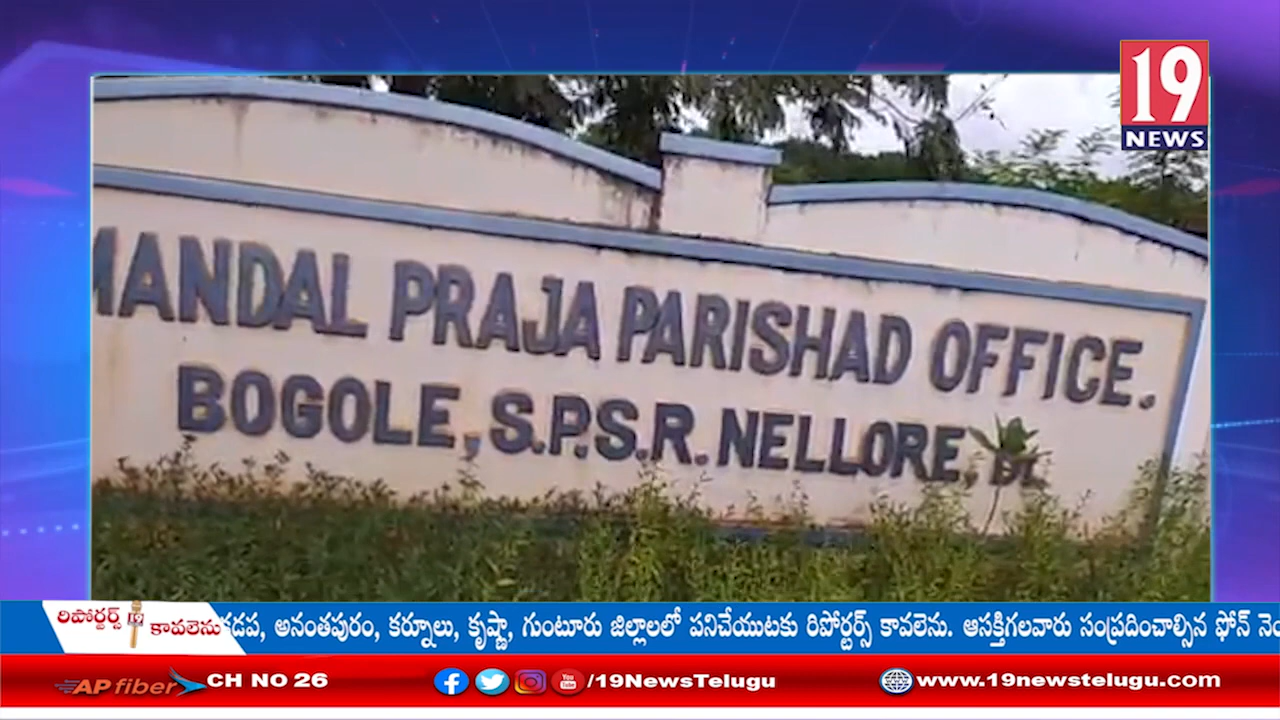 19
NEWS
MANDAL PRAJA PARISHAD OFFICE.
BOGOLE, S.P.S.R. NELLORE,
రిపోర్టర్స్
కావలెను
కడప, అనంతపురం, కర్నూలు, కృష్ణా, గుంటూరు జిల్లాలలో పనిచేయుటకు రిపోర్టర్స్ కావలెను. ఆసక్తిగలవారు సంప్రదించాల్సిన ఫోన్
AP fiber CH NO 26 /19NewsTelugu www.19newstelugu.com